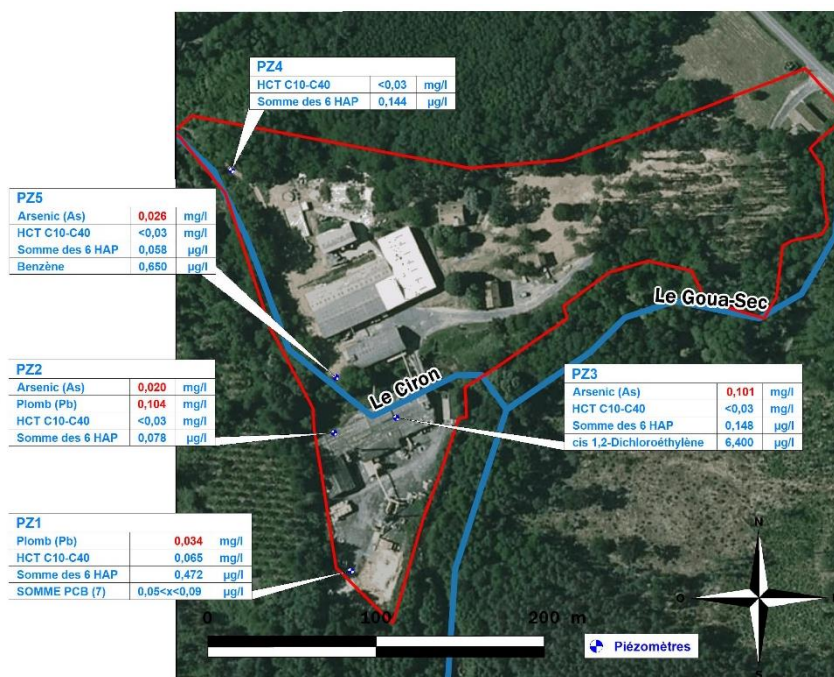 PZ4
HCT C10-C40 <0,03 mg/l
Somme des 6 HAP 0,144 µg/l
PZ5
Arsenic (As) 0,026 mg/l
HCT C10-C40 <0,03 mg/l
Somme des 6 HAP 0,058 µg/l
Benzène 0,650 µg/l
Le Goua-Sec
Le Ciron
PZ2
Arsenic (As) 0,020 mg/l
Plomb (Pb) 0,104 mg/l
HCT C10-C40 <0,03 mg/l
Somme des 6 HAP 0,078 µg/l
PZ3
Arsenic (As) 0,101 mg/l
HCT C10-C40 <0,03 mg/l
Somme des 6 HAP 0,148 µg/l
cis 1,2-Dichloroéthylène 6,400 µg/l
PZ1
Plomb (Pb) 0,034 mg/l
HCT C10-C40 0,065 mg/l
Somme des 6 HAP 0,472 µg/l
SOMME PCB (7) 0,05<x<0,09 µg/l
N
O E
S
0 100 200 m
Piézomètres